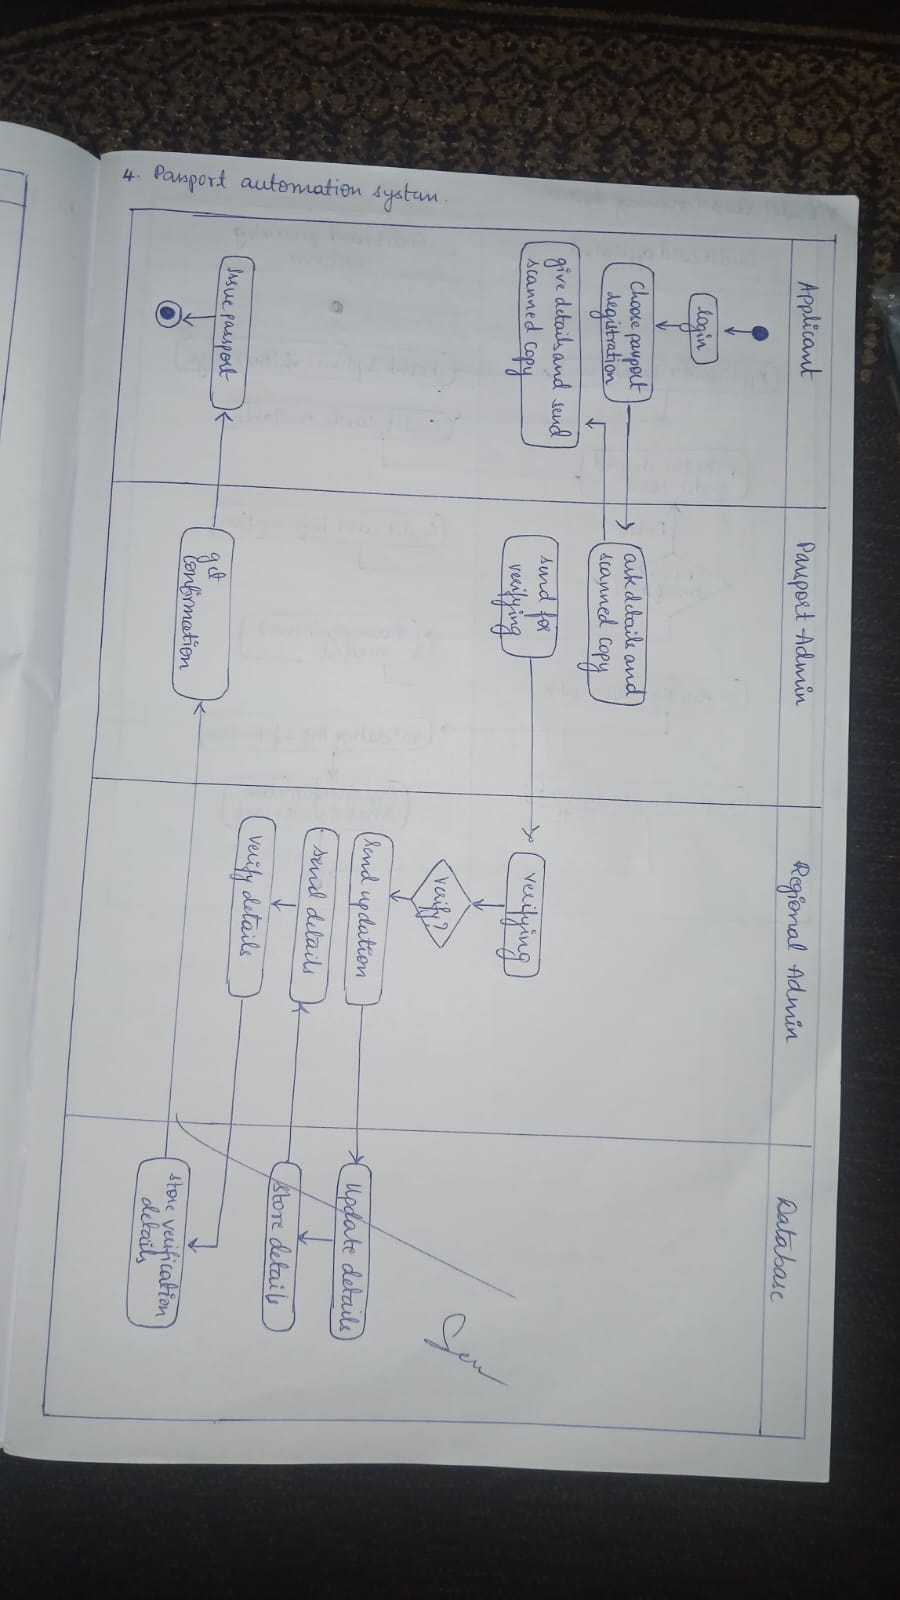 4. Passport automation systam.
Applicant
Passport-Admin
Regional Admin
Database
login
Choose passport
degistration
ask details and
scanned copy
give details and send
scanned copy
send for
verifying
verifying
verify?
Send updation
Update details
store details
send details
verify details
store verification
details
get
confirmation
Issue passport